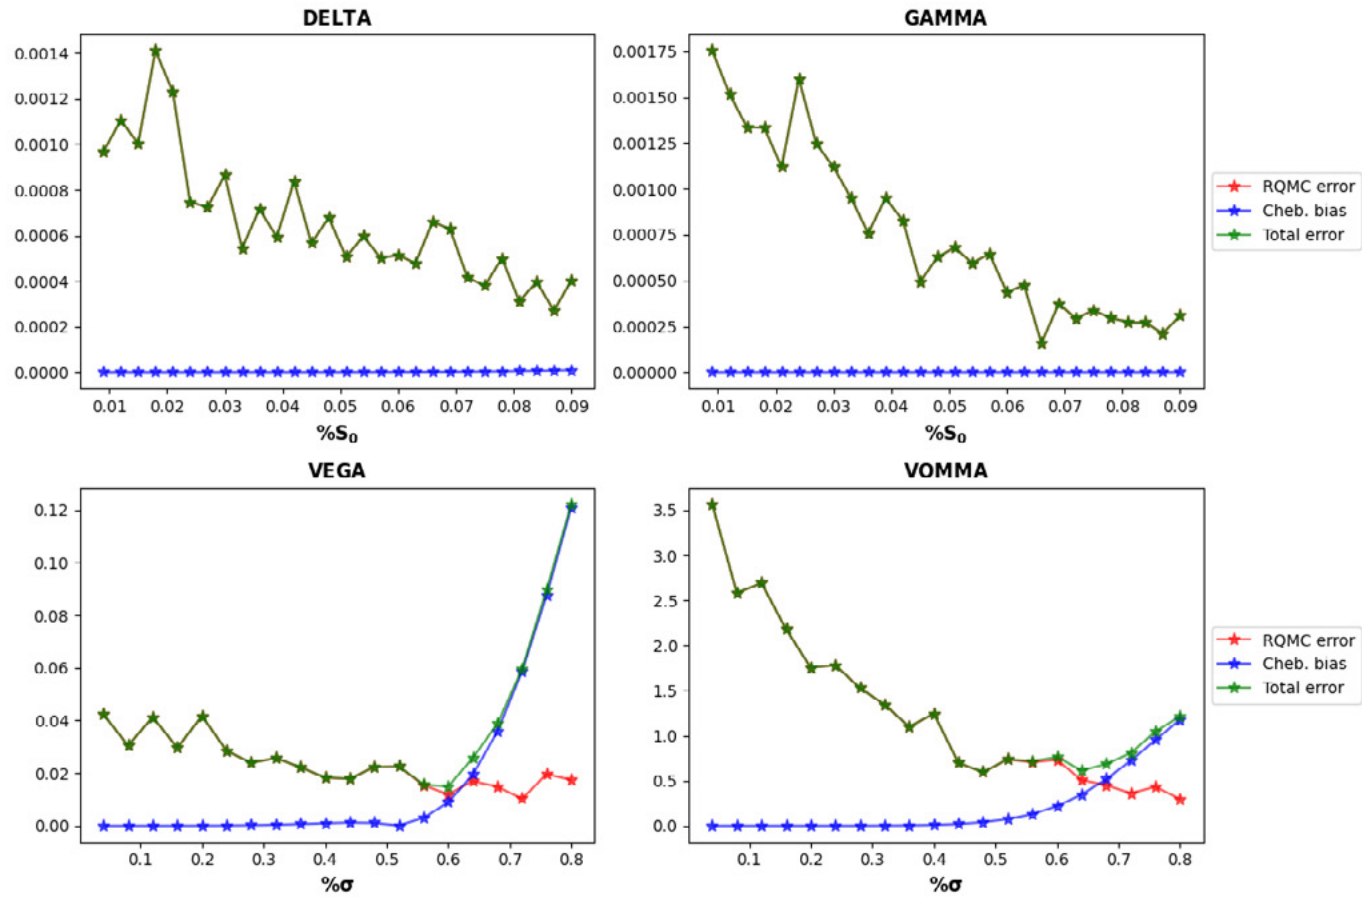 DELTA
0.0014
0.0012
0.0010
0.0008
0.0006
0.0004
0.0002
0.0000
0.01 0.02 0.03 0.04 0.05 0.06 0.07 0.08 0.09
%S₀
GAMMA
0.00175
0.00150
0.00125
0.00100
0.00075
0.00050
0.00025
0.00000
0.01 0.02 0.03 0.04 0.05 0.06 0.07 0.08 0.09
%S₀
RQMC error
Cheb. bias
Total error
VEGA
0.12
0.10
0.08
0.06
0.04
0.02
0.00
0.1 0.2 0.3 0.4 0.5 0.6 0.7 0.8
%σ
VOMMA
3.5
3.0
2.5
2.0
1.5
1.0
0.5
0.0
0.1 0.2 0.3 0.4 0.5 0.6 0.7 0.8
%σ
RQMC error
Cheb. bias
Total error